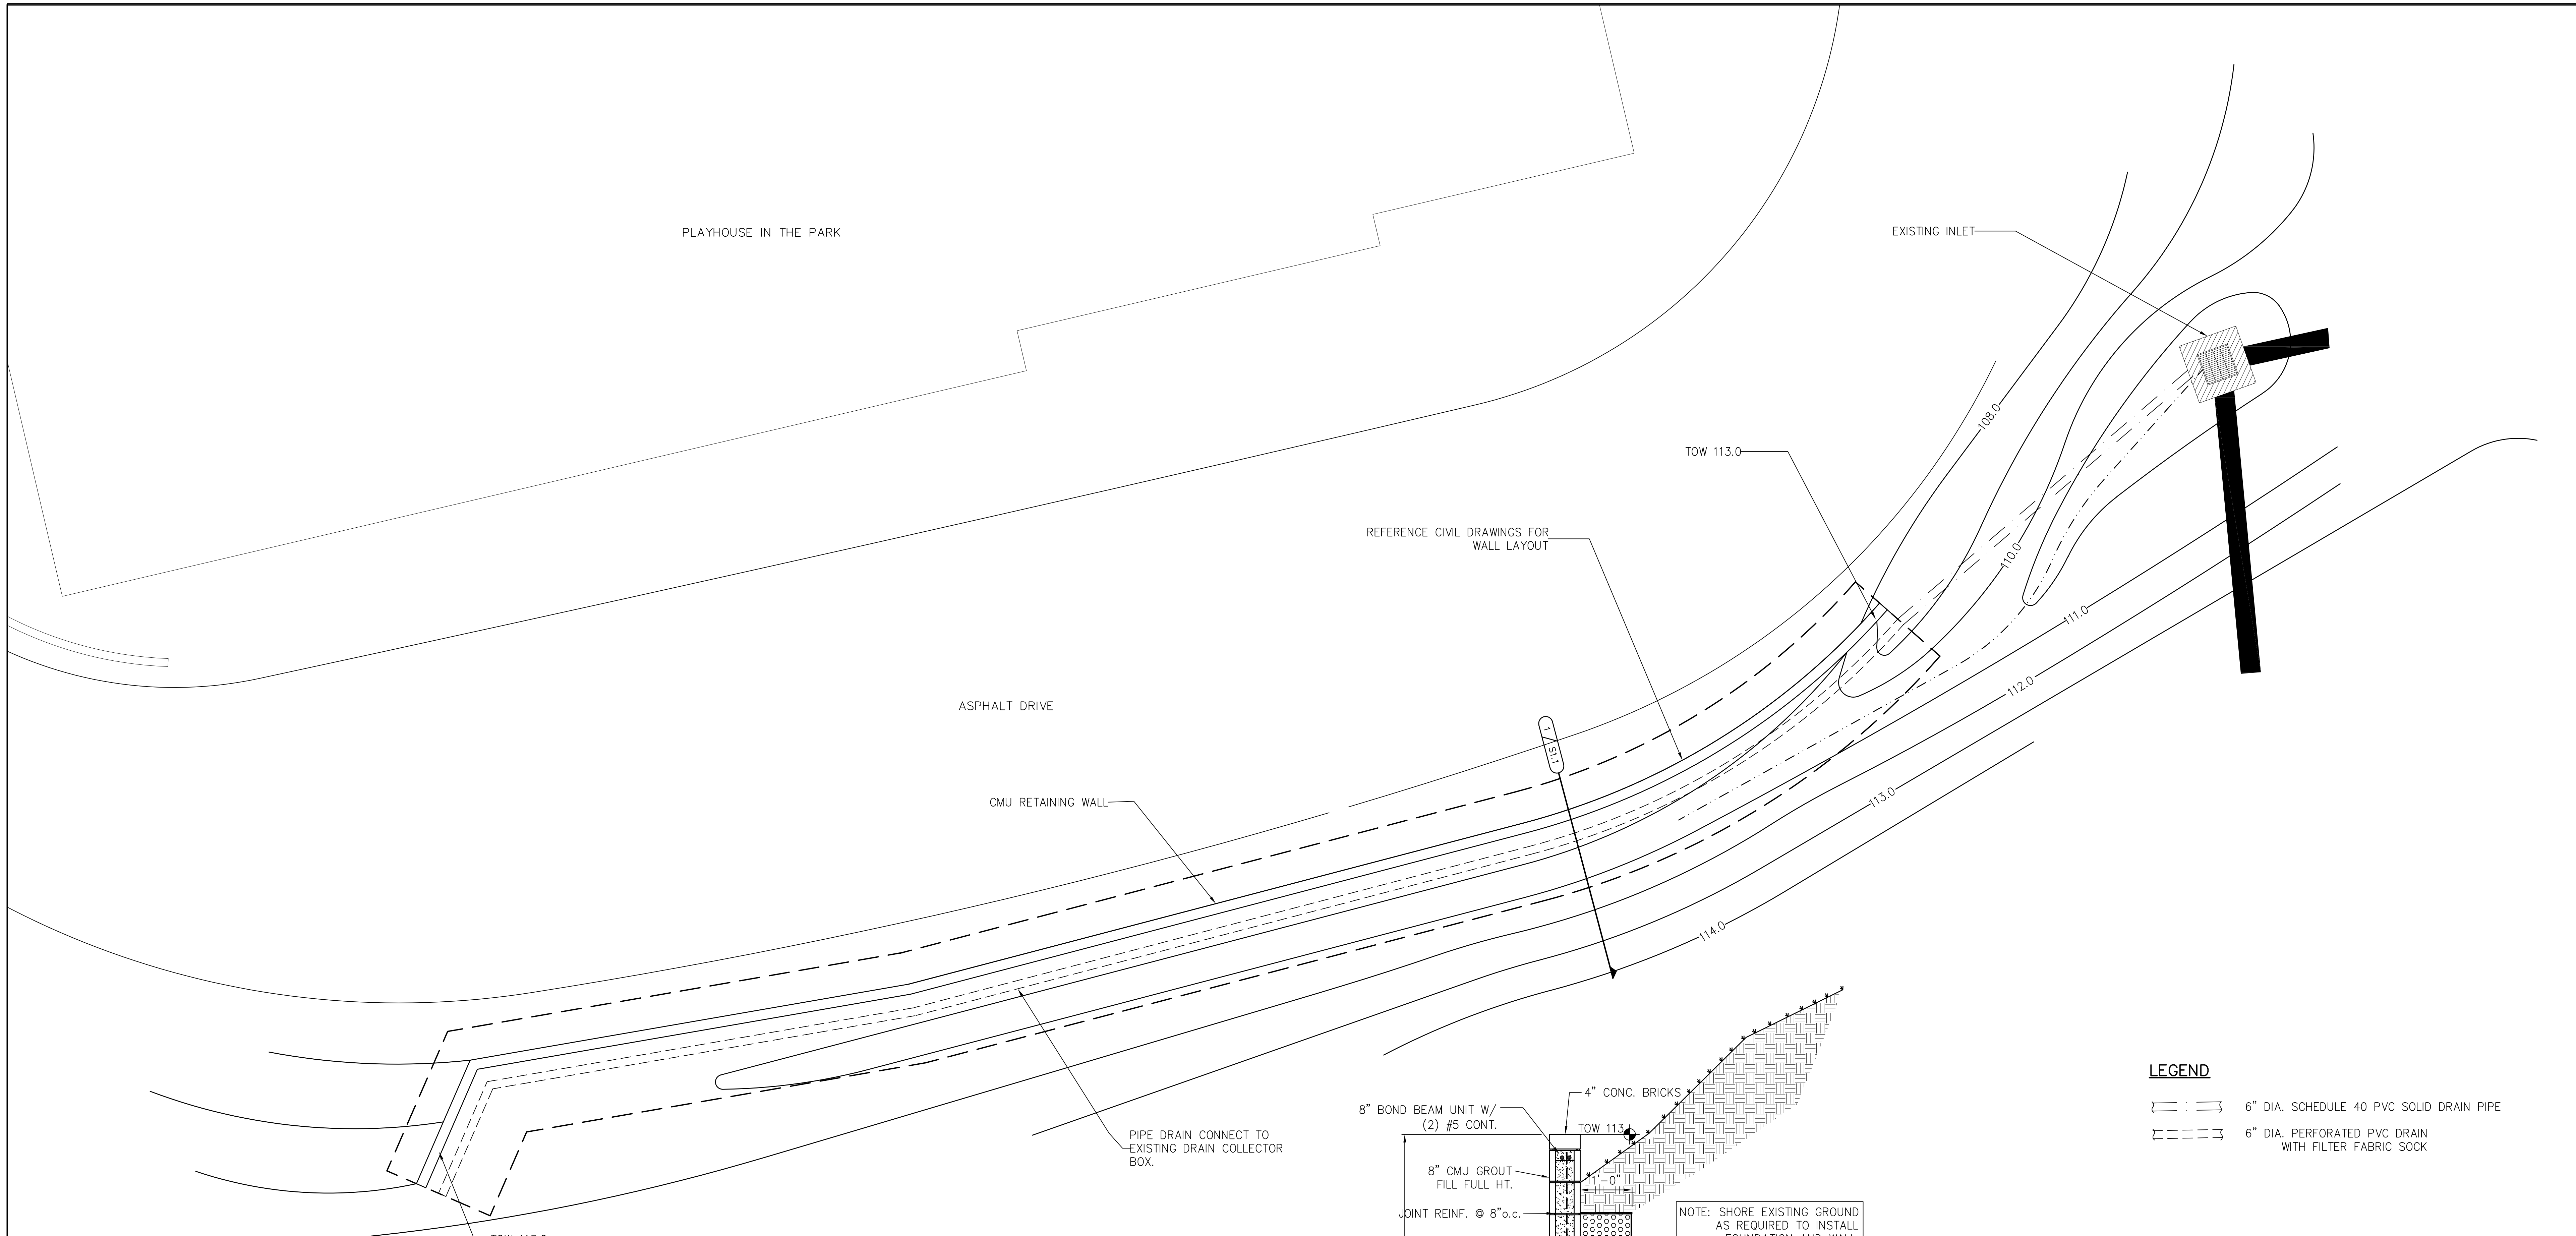 PLAYHOUSE IN THE PARK
EXISTING INLET
108.0
TOW 113.0
REFERENCE CIVIL DRAWINGS FOR
WALL LAYOUT
110.0
111.0
112.0
ASPHALT DRIVE
1
S1.1
CMU RETAINING WALL
113.0
114.0
PIPE DRAIN CONNECT TO
EXISTING DRAIN COLLECTOR
BOX.
4" CONC. BRICKS
8" BOND BEAM UNIT W/
(2) #5 CONT.
TOW 113
8" CMU GROUT
FILL FULL HT.
1'-0"
JOINT REINF. @ 8"o.c.
NOTE: SHORE EXISTING GROUND
AS REQUIRED TO INSTALL
FOUNDATION AND WALL
LEGEND
6" DIA. SCHEDULE 40 PVC SOLID DRAIN PIPE
6" DIA. PERFORATED PVC DRAIN
WITH FILTER FABRIC SOCK